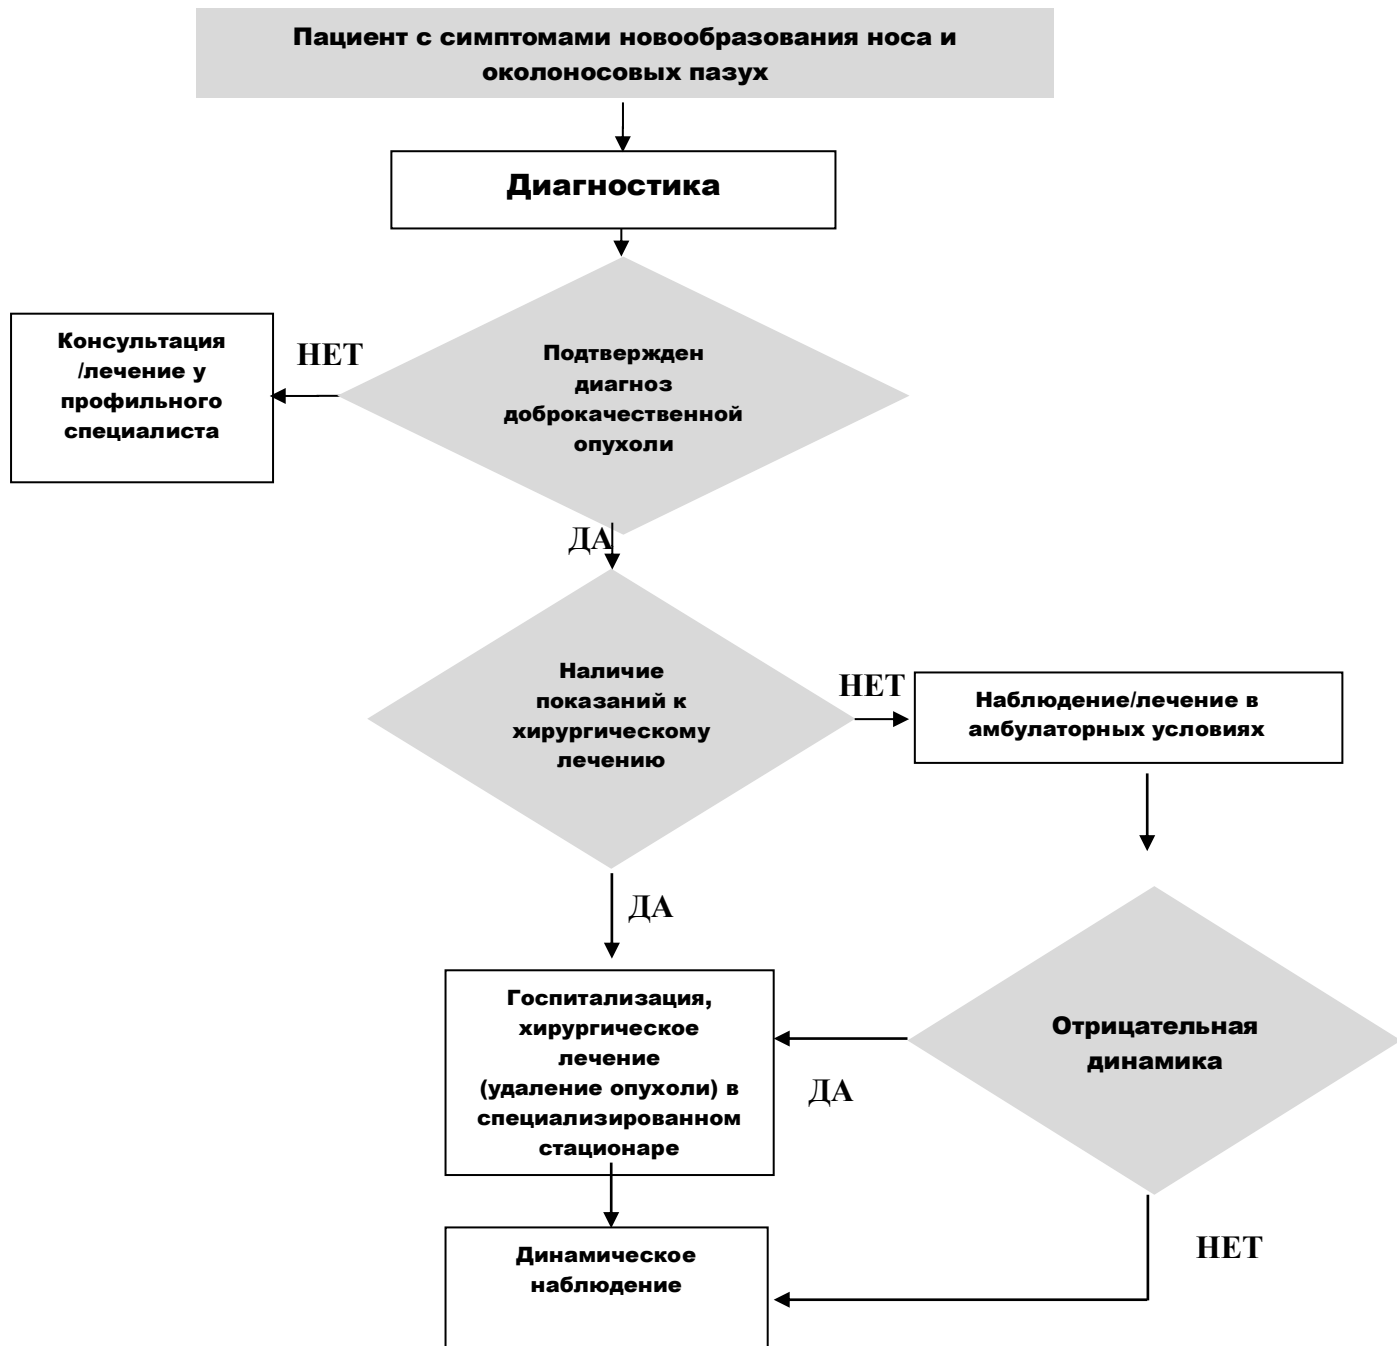 Пациент с симптомами новообразования носа и
околоносовых пазух
Диагностика
Подтвержден
диагноз
доброкачественной
опухоли
НЕТ
Консультация
/лечение у
профильного
специалиста
ДА
Наличие
показаний к
хирургическому
лечению
НЕТ
Наблюдение/лечение в
амбулаторных условиях
ДА
Госпитализация,
хирургическое
лечение
(удаление опухоли) в
специализированном
стационаре
Отрицательная
динамика
ДА
НЕТ
Динамическое
наблюдение